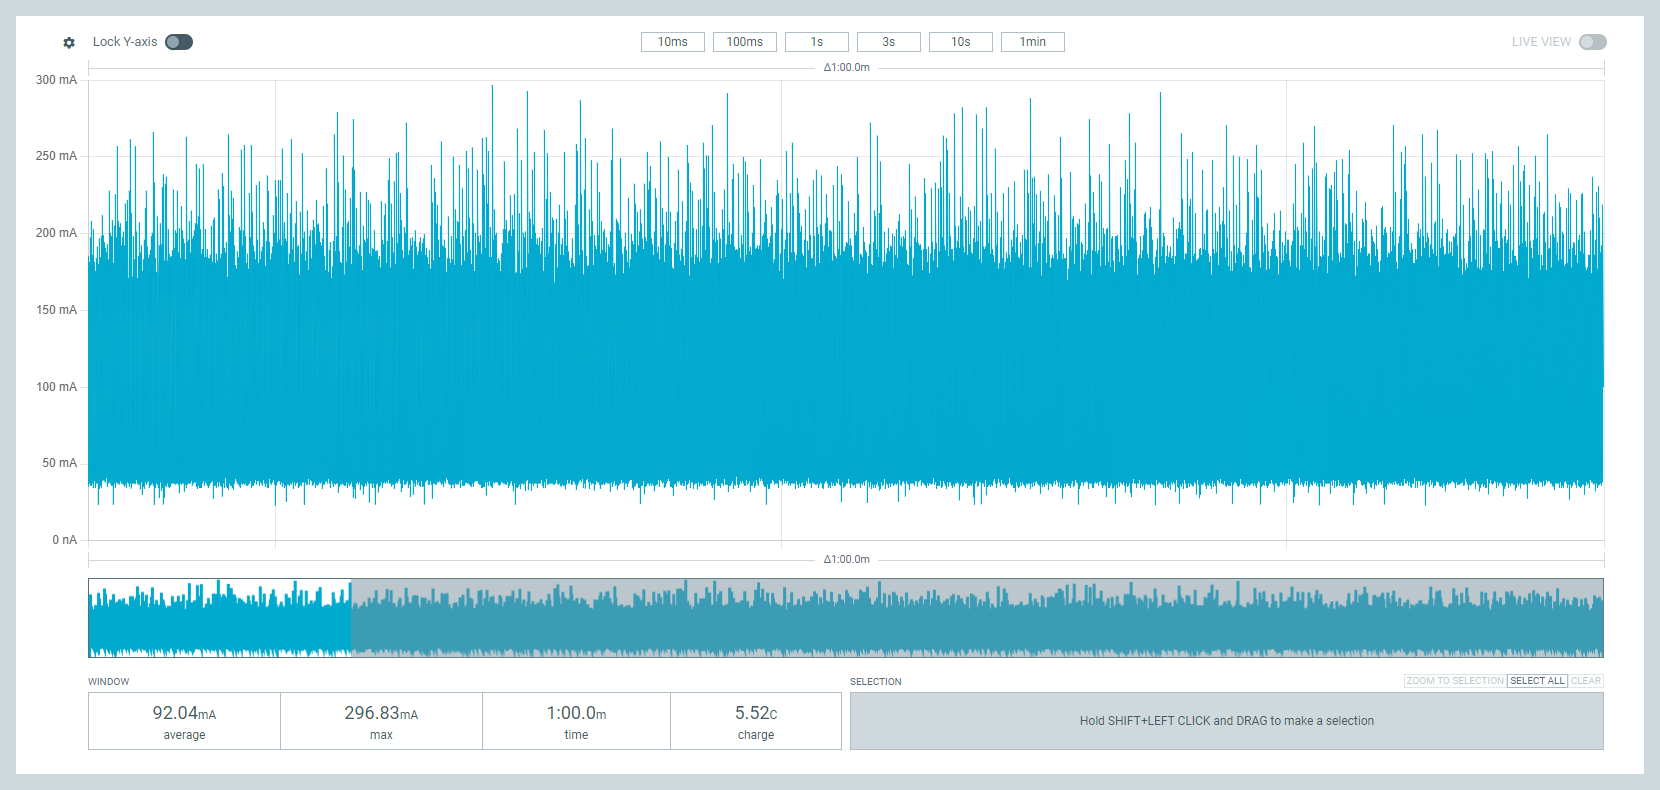 Lock Y-axis
10ms 100ms 1s 3s 10s 1min
LIVE VIEW
Δ1:00.0m
300 mA
250 mA
200 mA
150 mA
100 mA
50 mA
0 nA
Δ1:00.0m
WINDOW
92.04mA
average
296.83mA
max
1:00.0m
time
5.52C
charge
SELECTION
ZOOM TO SELECTION SELECT ALL CLEAR
Hold SHIFT+LEFT CLICK and DRAG to make a selection